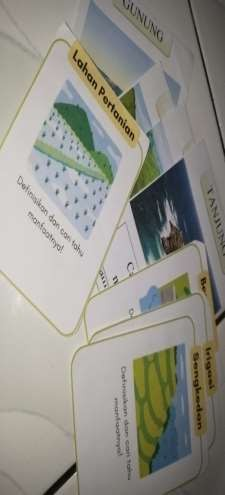 GUNUNG
Lahan Pertanian
Definisikan dan cari tahu
manfaatnya!
TANJUNG
Irigasi
Sengkedan
Definisikan dan cari tahu
manfaatnya!